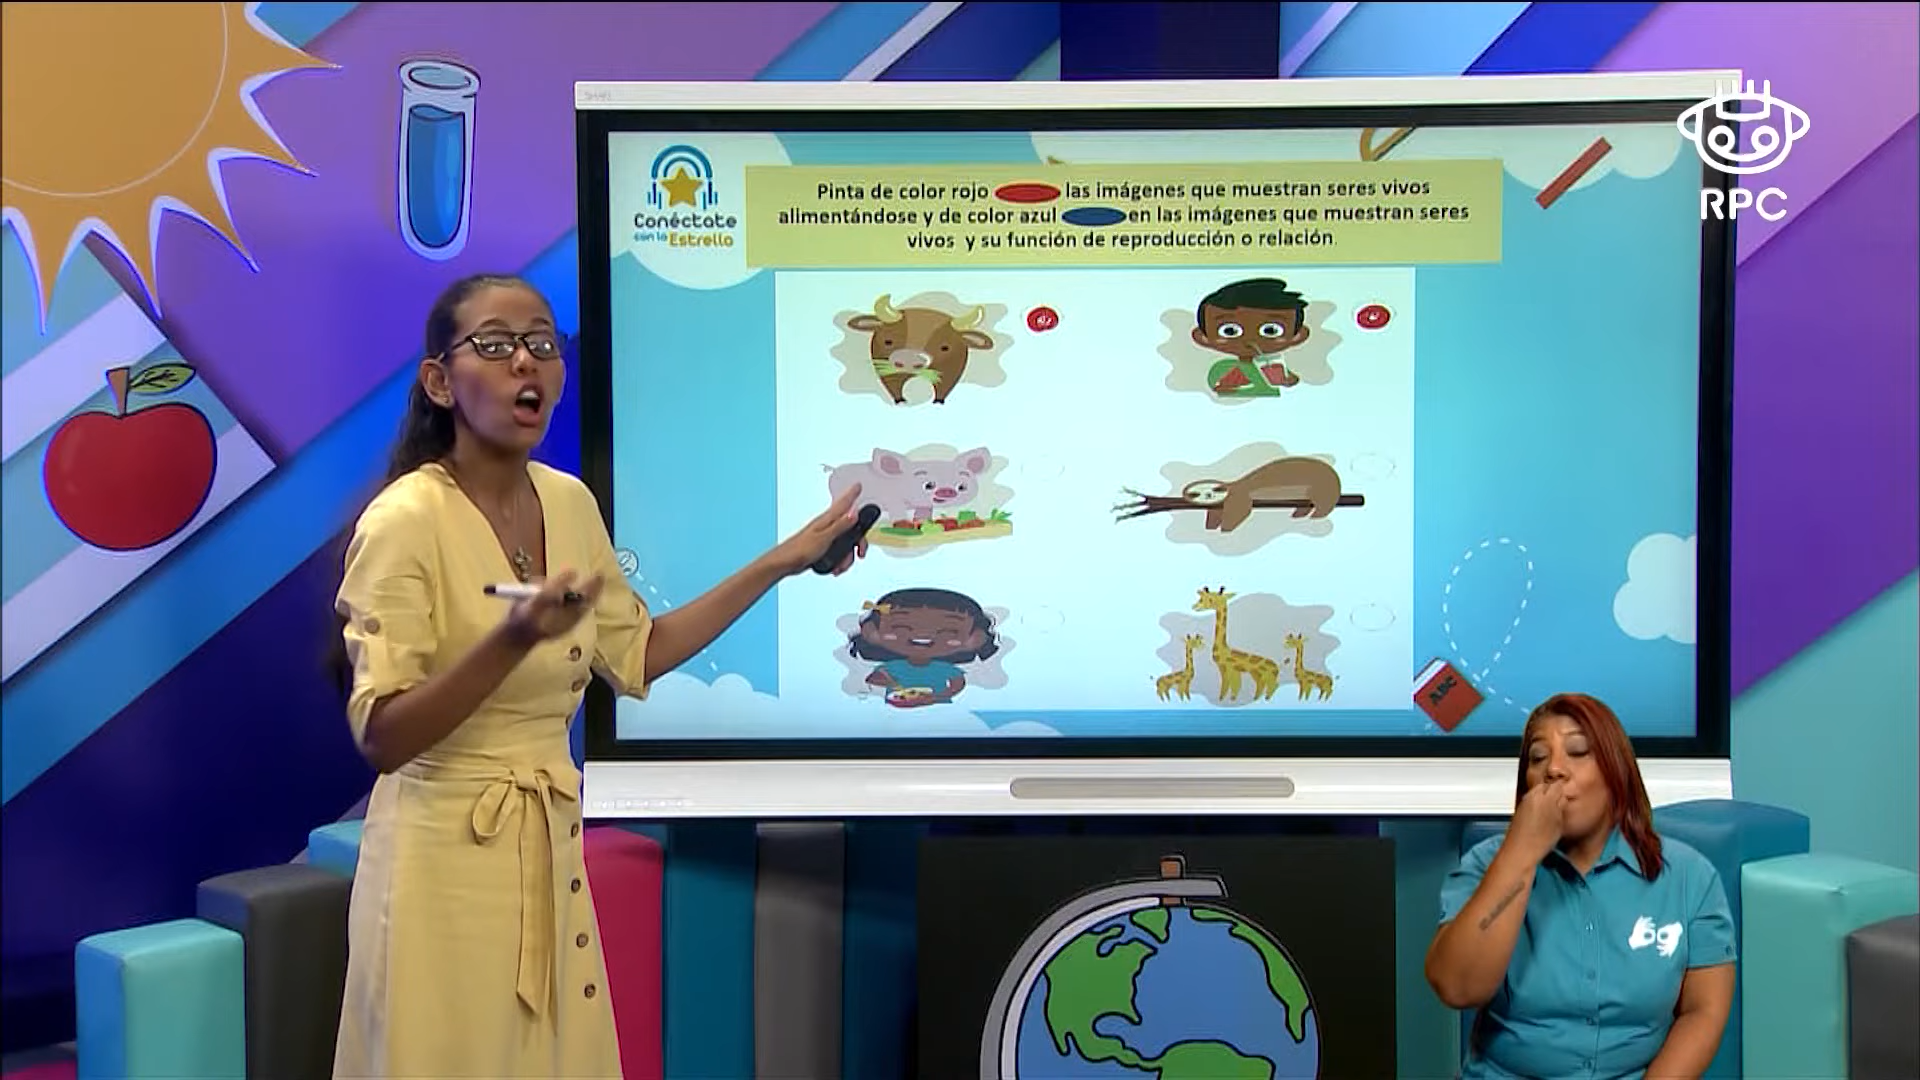 RPC
Conéctate
con la Estrella
Pinta de color rojo las imágenes que muestran seres vivos
alimentándose y de color azul en las imágenes que muestran seres
vivos y su función de reproducción o relación.
ABC